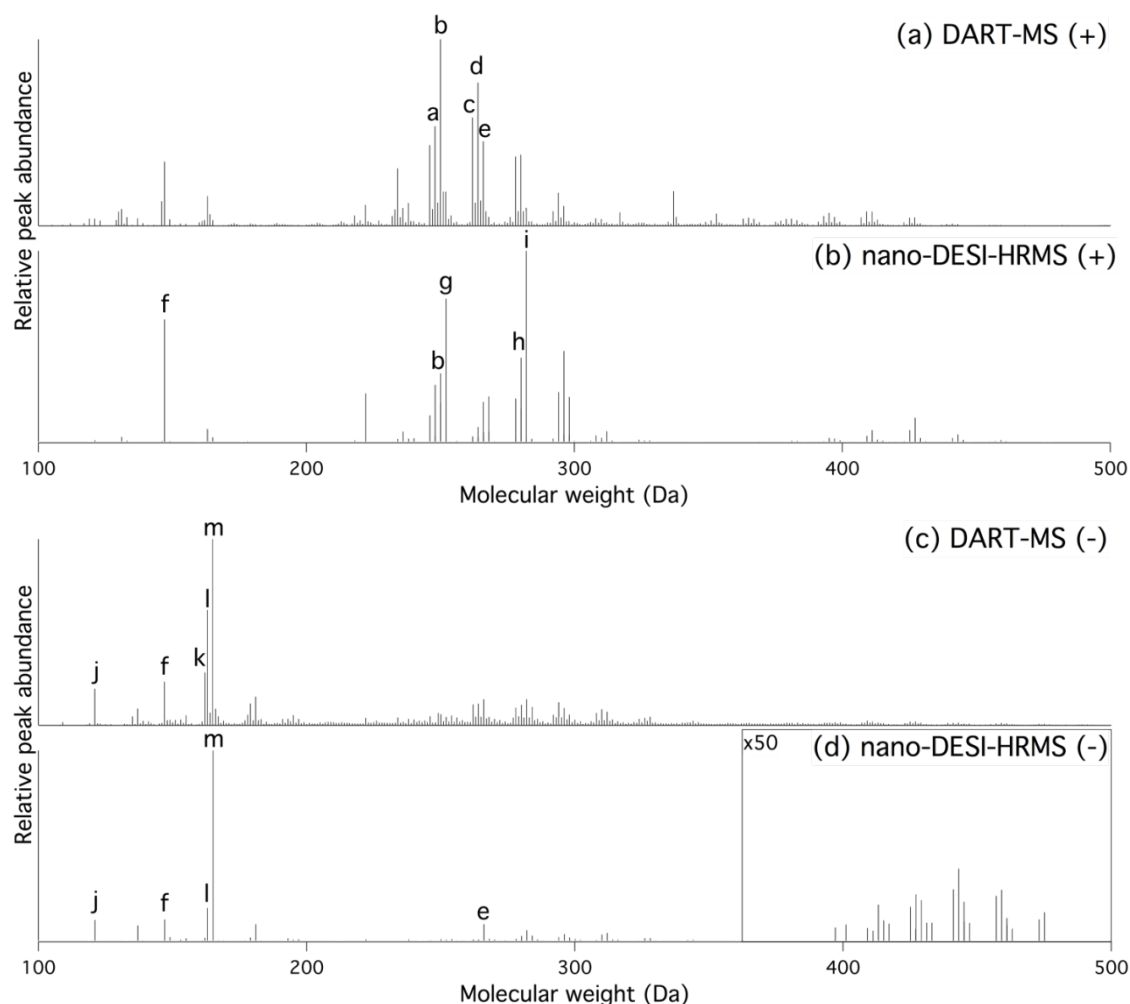 (a) DART-MS (+)
Relative peak abundance
b
d
c
a
e
(b) nano-DESI-HRMS (+)
i
g
f
h
b
100
200
300
400
500
Molecular weight (Da)
(c) DART-MS (-)
Relative peak abundance
m
l
k
j
f
(d) nano-DESI-HRMS (-)
x50
m
j
f
l
e
100
200
300
400
500
Molecular weight (Da)